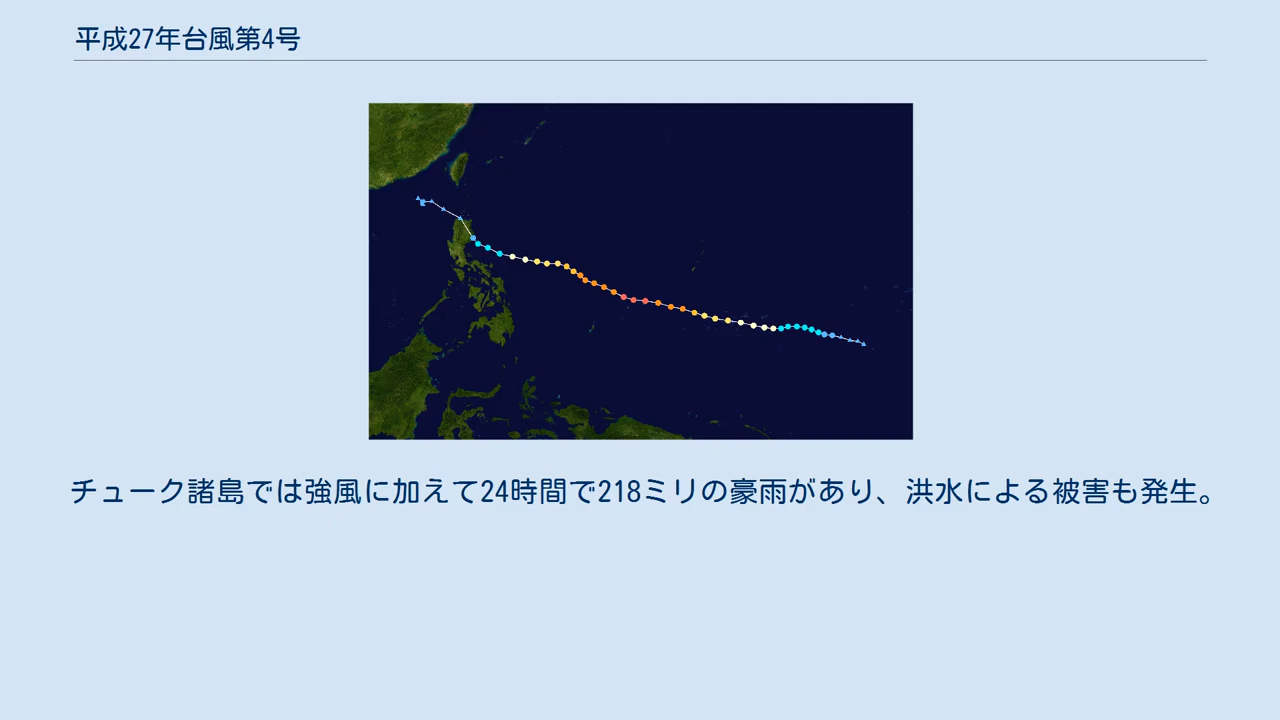 平成27年台風第4号
チューク諸島では強風に加えて24時間で218ミリの豪雨があり、洪水による被害も発生。